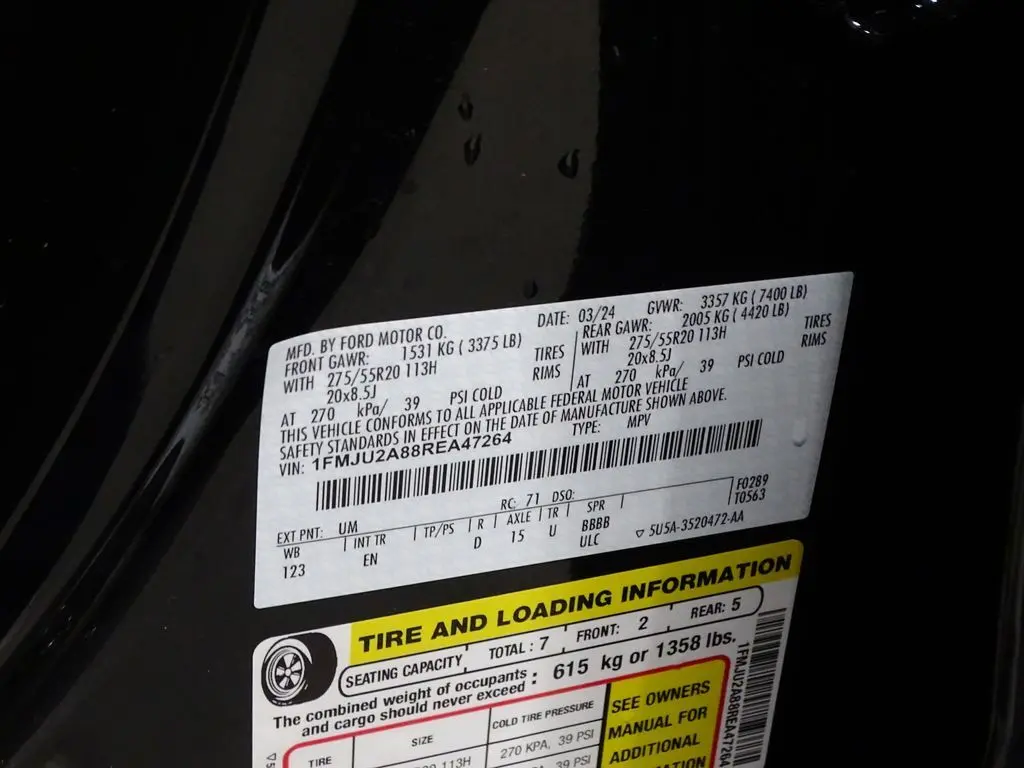 MFD. BY FORD MOTOR CO.
DATE: 03/24 GVWR: 3357 KG ( 7400 LB)
FRONT GAWR: 1531 KG ( 3375 LB)
REAR GAWR: 2005 KG ( 4420 LB)
WITH 275/55R20 113H TIRES
WITH 275/55R20 113H TIRES
20x8.5J RIMS
20x8.5J RIMS
AT 270 kPa/ 39 PSI COLD
AT 270 kPa/ 39 PSI COLD
THIS VEHICLE CONFORMS TO ALL APPLICABLE FEDERAL MOTOR VEHICLE
SAFETY STANDARDS IN EFFECT ON THE DATE OF MANUFACTURE SHOWN ABOVE.
VIN: 1FMJU2A88REA47264 TYPE: MPV
EXT PNT: UM RC: 71 DSO: F0289
WB INT TR TP/PS R AXLE TR SPR T0563
123 EN D 15 U BBBB
ULC ▽ 5U5A-3520472-AA
TIRE AND LOADING INFORMATION
SEATING CAPACITY TOTAL : 7 FRONT: 2 REAR: 5
The combined weight of occupants
and cargo should never exceed : 615 kg or 1358 lbs.
TIRE SIZE COLD TIRE PRESSURE
113H 270 KPA, 39 PSI
39 PSI
SEE OWNERS
MANUAL FOR
ADDITIONAL
1FMJU2A88REA47264